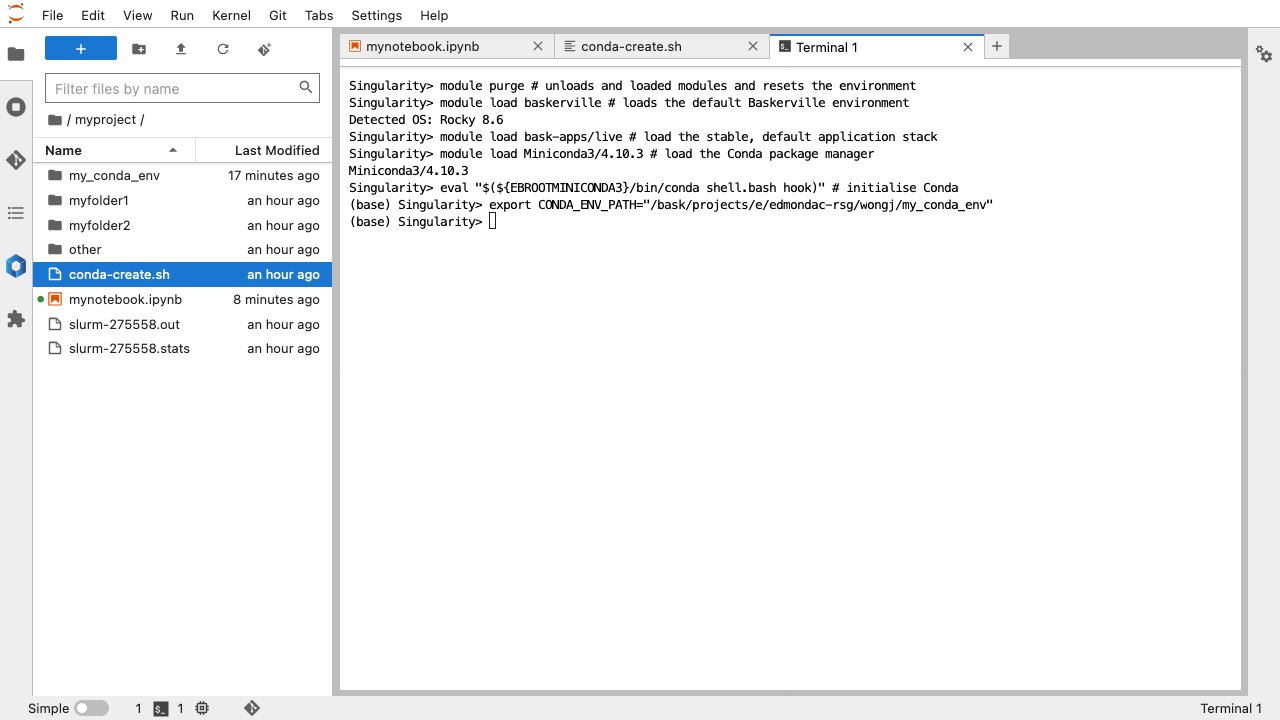 File Edit View Run Kernel Git Tabs Settings Help
+
Filter files by name
/ myproject /
Name Last Modified
my_conda_env 17 minutes ago
myfolder1 an hour ago
myfolder2 an hour ago
other an hour ago
conda-create.sh an hour ago
mynotebook.ipynb 8 minutes ago
slurm-275558.out an hour ago
slurm-275558.stats an hour ago
mynotebook.ipynb conda-create.sh Terminal 1 +
Singularity> module purge # unloads and loaded modules and resets the environment
Singularity> module load baskerville # loads the default Baskerville environment
Detected OS: Rocky 8.6
Singularity> module load bask-apps/live # load the stable, default application stack
Singularity> module load Miniconda3/4.10.3 # load the Conda package manager
Miniconda3/4.10.3
Singularity> eval "$(${EBROOTMINICONDA3}/bin/conda shell.bash hook)" # initialise Conda
(base) Singularity> export CONDA_ENV_PATH="/bask/projects/e/edmondac-rsg/wongj/my_conda_env"
(base) Singularity>
Simple 1 $_ 1 Terminal 1